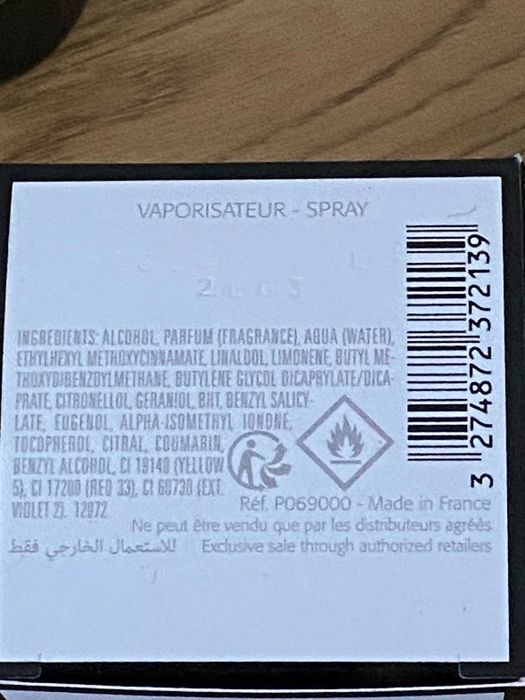 VAPORISATEUR - SPRAY
INGREDIENTS: ALCOHOL, PARFUM (FRAGRANCE), AQUA (WATER),
ETHYLHEXYL METHOXYCINNAMATE, LINALOOL, LIMONENE, BUTYL ME-
THOXYDIBENZOYLMETHANE, BUTYLENE GLYCOL DICAPRYLATE/DICA-
PRATE, CITRONELLOL, GERANIOL, BHT, BENZYL SALICY-
LATE, EUGENOL, ALPHA-ISOMETHYL IONONE,
TOCOPHEROL, CITRAL, COUMARIN,
BENZYL ALCOHOL, CI 19140 (YELLOW
5), CI 17200 (RED 33), CI 60730 (EXT.
VIOLET 2). 12972
Réf. P069000 - Made in France
Ne peut être vendu que par les distributeurs agréés
للاستعمال الخارجي فقط Exclusive sale through authorized retailers
3 274872 372139